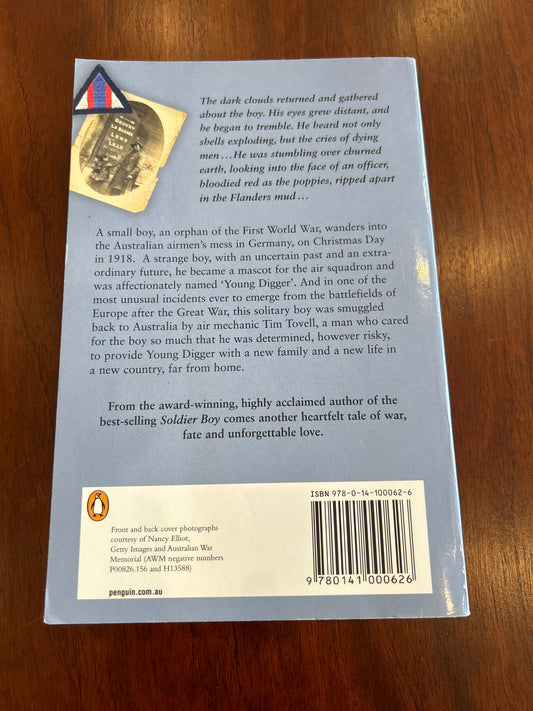 The dark clouds returned and gathered
about the boy. His eyes grew distant, and
he began to tremble. He heard not only
shells exploding, but the cries of dying
men…He was stumbling over churned
earth, looking into the face of an officer,
bloodied red as the poppies, ripped apart
in the Flanders mud…
A small boy, an orphan of the First World War, wanders into
the Australian airmen's mess in Germany, on Christmas Day
in 1918. A strange boy, with an uncertain past and an extra-
ordinary future, he became a mascot for the air squadron and
was affectionately named 'Young Digger'. And in one of the
most unusual incidents ever to emerge from the battlefields of
Europe after the Great War, this solitary boy was smuggled
back to Australia by air mechanic Tim Tovell, a man who cared
for the boy so much that he was determined, however risky,
to provide Young Digger with a new family and a new life in
a new country, far from home.
From the award-winning, highly acclaimed author of the
best-selling Soldier Boy comes another heartfelt tale of war,
fate and unforgettable love.
Front and back cover photographs
courtesy of Nancy Elliot,
Getty Images and Australian War
Memorial (AWM negative numbers
P00826.156 and H13588)
penguin.com.au
ISBN 978-0-14-100062-6
9 780141 000626